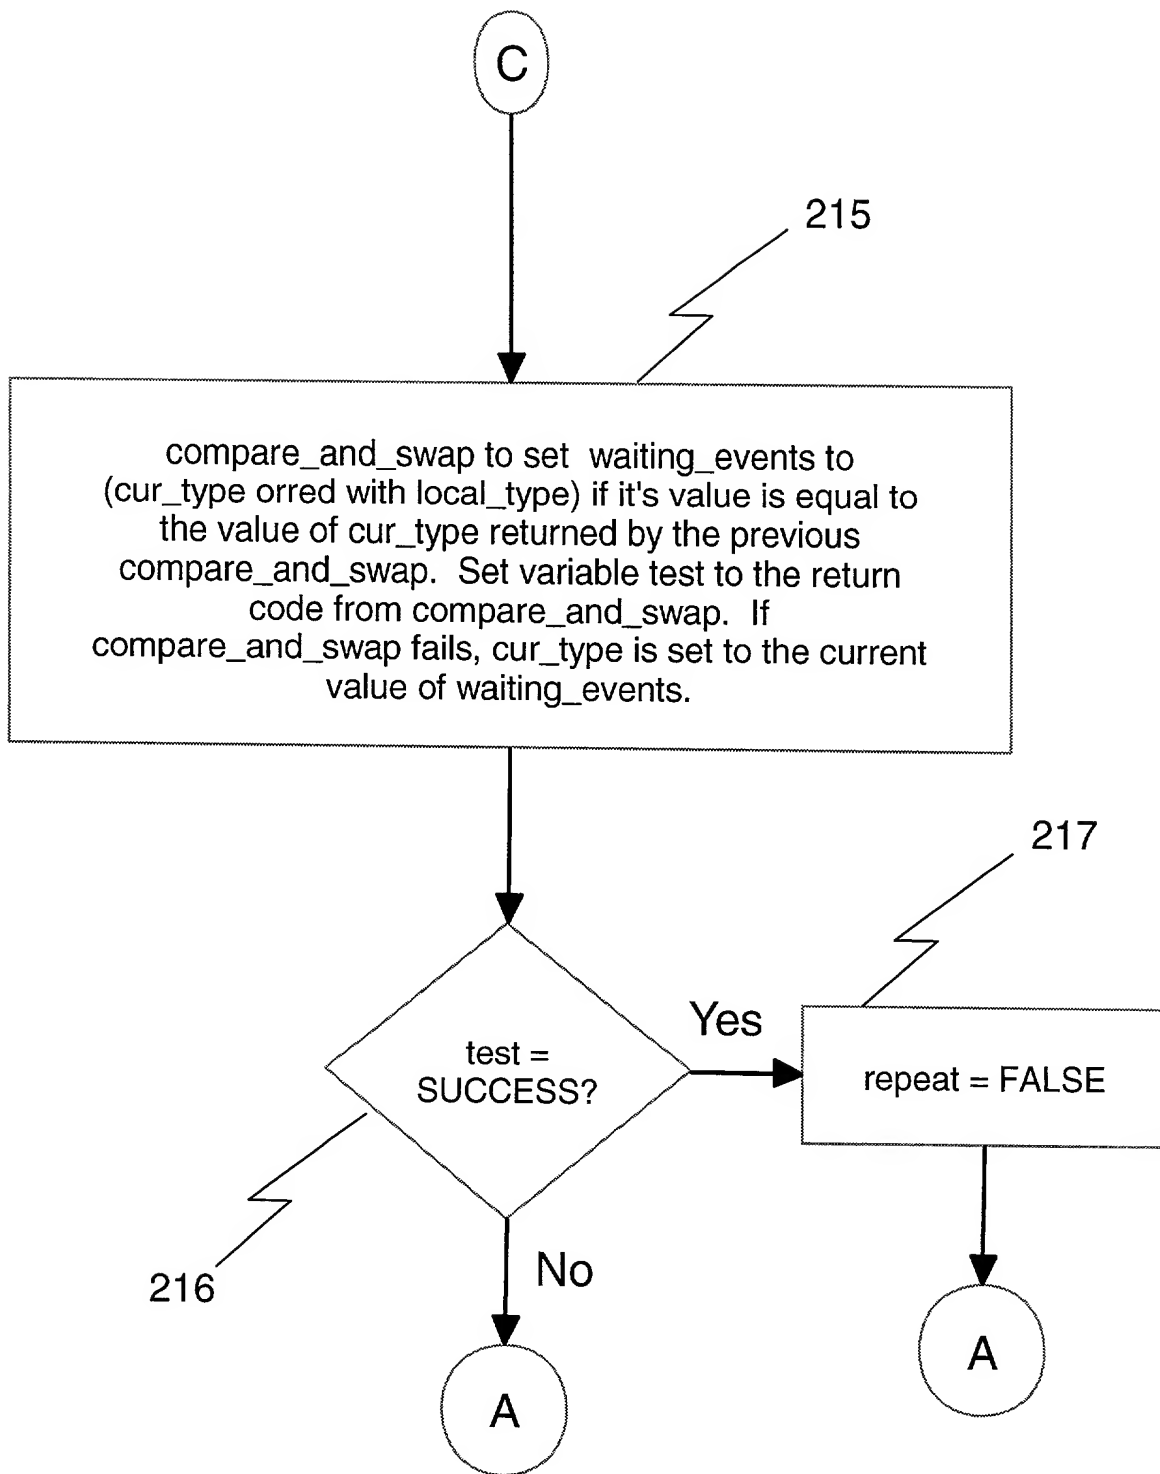 C
215
compare_and_swap to set  waiting_events to
(cur_type orred with local_type) if it's value is equal to
the value of cur_type returned by the previous
compare_and_swap.  Set variable test to the return
code from compare_and_swap.  If
compare_and_swap fails, cur_type is set to the current
value of waiting_events.
217
Yes
test =
SUCCESS?
repeat = FALSE
216
No
A
A